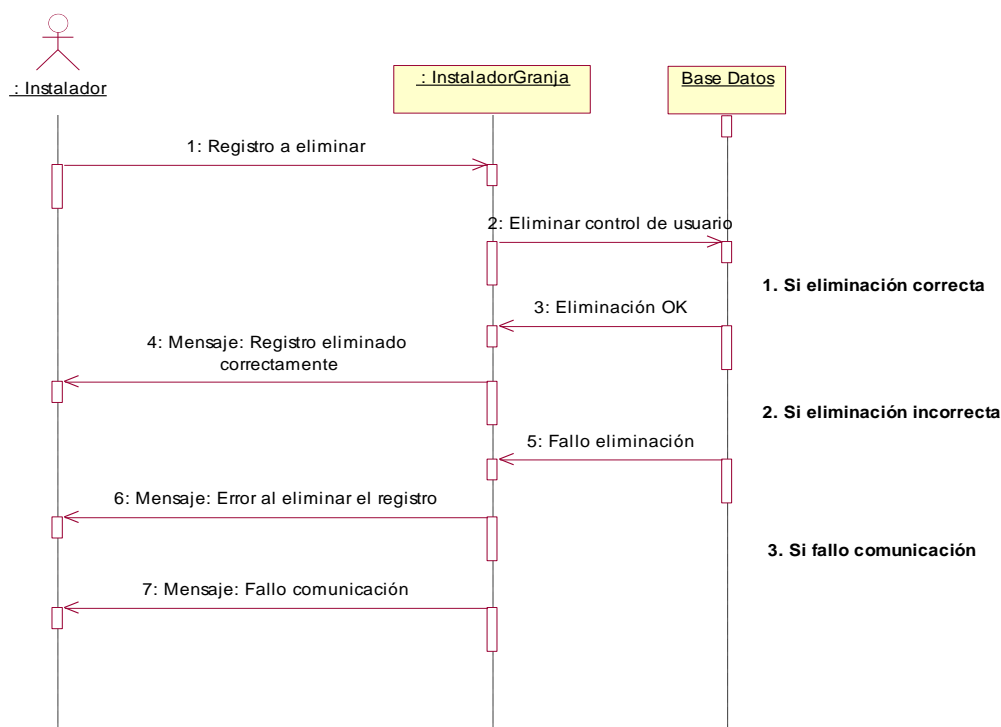 : Instalador
: InstaladorGranja
Base Datos
1: Registro a eliminar
2: Eliminar control de usuario
1. Si eliminación correcta
3: Eliminación OK
4: Mensaje: Registro eliminado
correctamente
2. Si eliminación incorrecta
5: Fallo eliminación
6: Mensaje: Error al eliminar el registro
3. Si fallo comunicación
7: Mensaje: Fallo comunicación